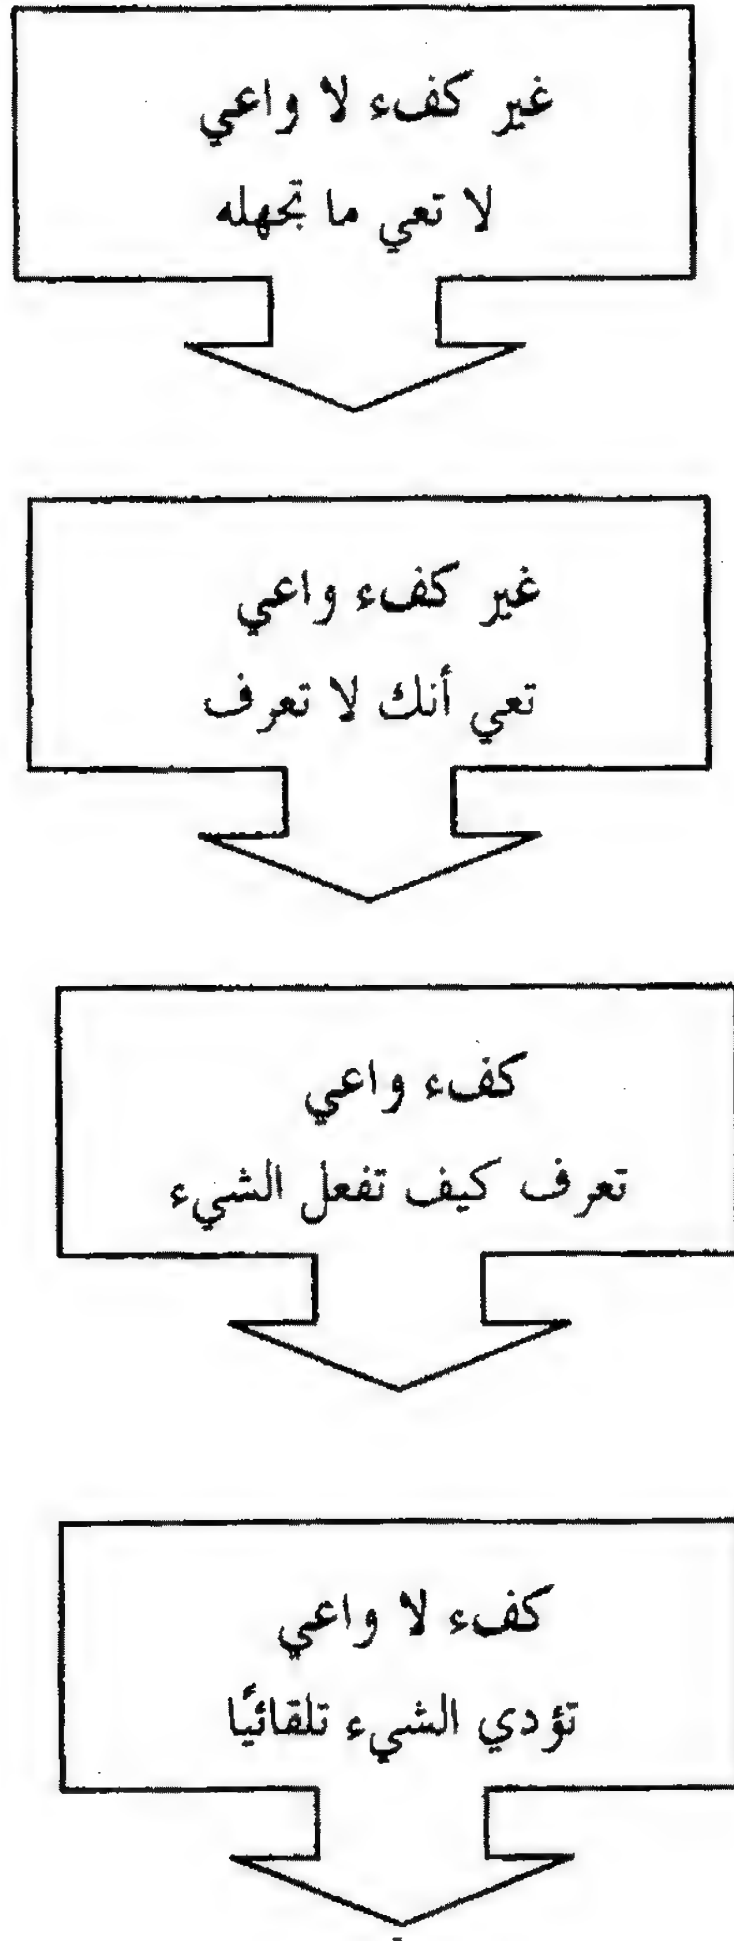 غير كفء لا واعي
لا تعي ما تجهله
غير كفء واعي
تعي أنك لا تعرف
كفء واعي
تعرف كيف تفعل الشيء
كفء لا واعي
تؤدي الشيء تلقائيًا